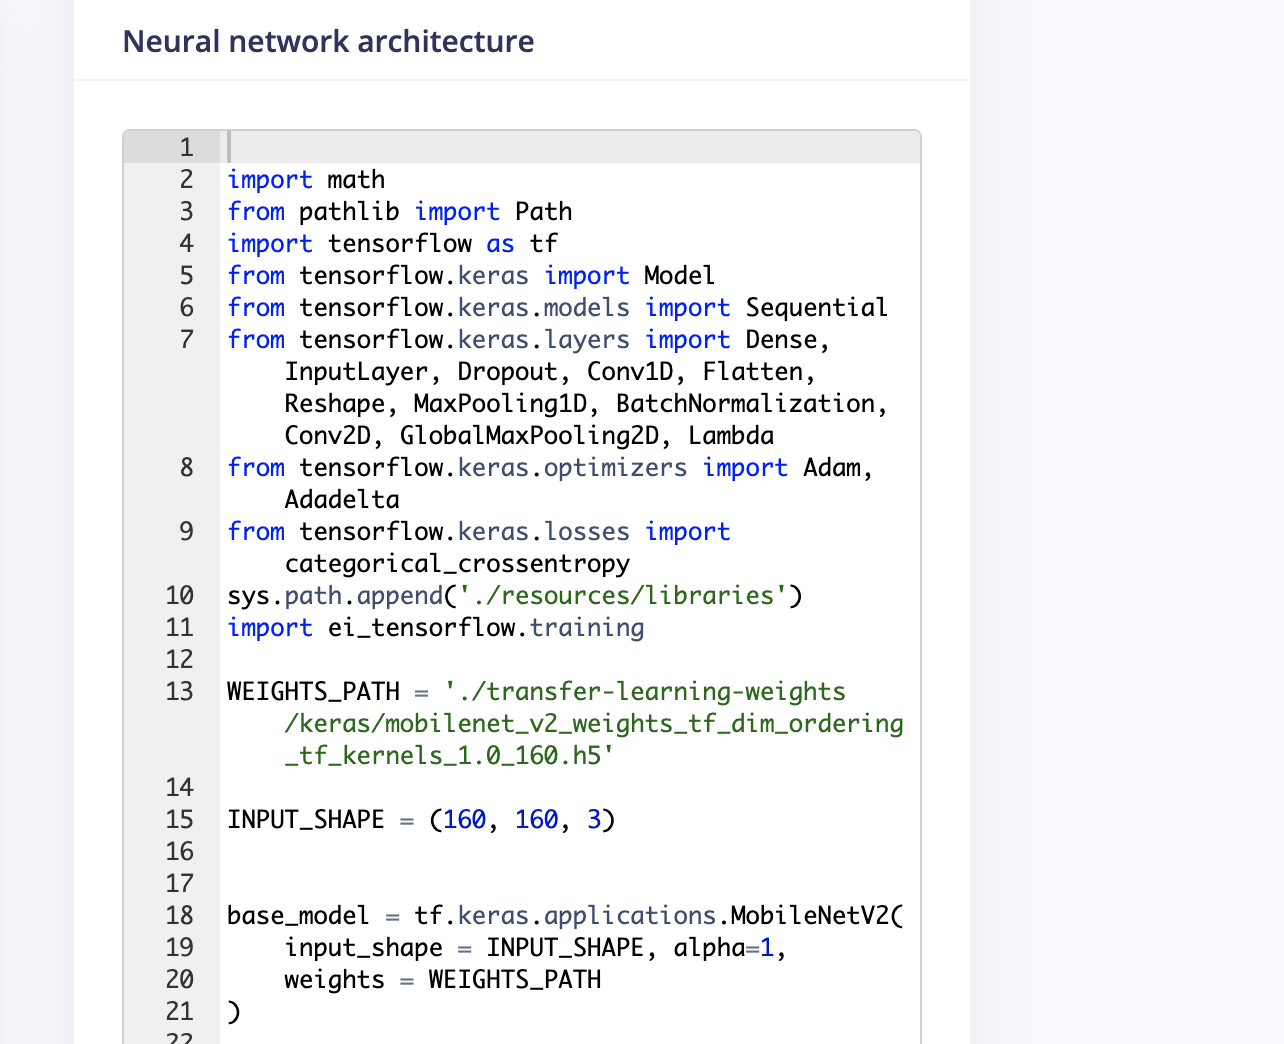 Neural network architecture
1
2 import math
3 from pathlib import Path
4 import tensorflow as tf
5 from tensorflow.keras import Model
6 from tensorflow.keras.models import Sequential
7 from tensorflow.keras.layers import Dense,
InputLayer, Dropout, Conv1D, Flatten,
Reshape, MaxPooling1D, BatchNormalization,
Conv2D, GlobalMaxPooling2D, Lambda
8 from tensorflow.keras.optimizers import Adam,
Adadelta
9 from tensorflow.keras.losses import
categorical_crossentropy
10 sys.path.append('./resources/libraries')
11 import ei_tensorflow.training
12
13 WEIGHTS_PATH = './transfer-learning-weights
/keras/mobilenet_v2_weights_tf_dim_ordering
_tf_kernels_1.0_160.h5'
14
15 INPUT_SHAPE = (160, 160, 3)
16
17
18 base_model = tf.keras.applications.MobileNetV2(
19 input_shape = INPUT_SHAPE, alpha=1,
20 weights = WEIGHTS_PATH
21 )
22